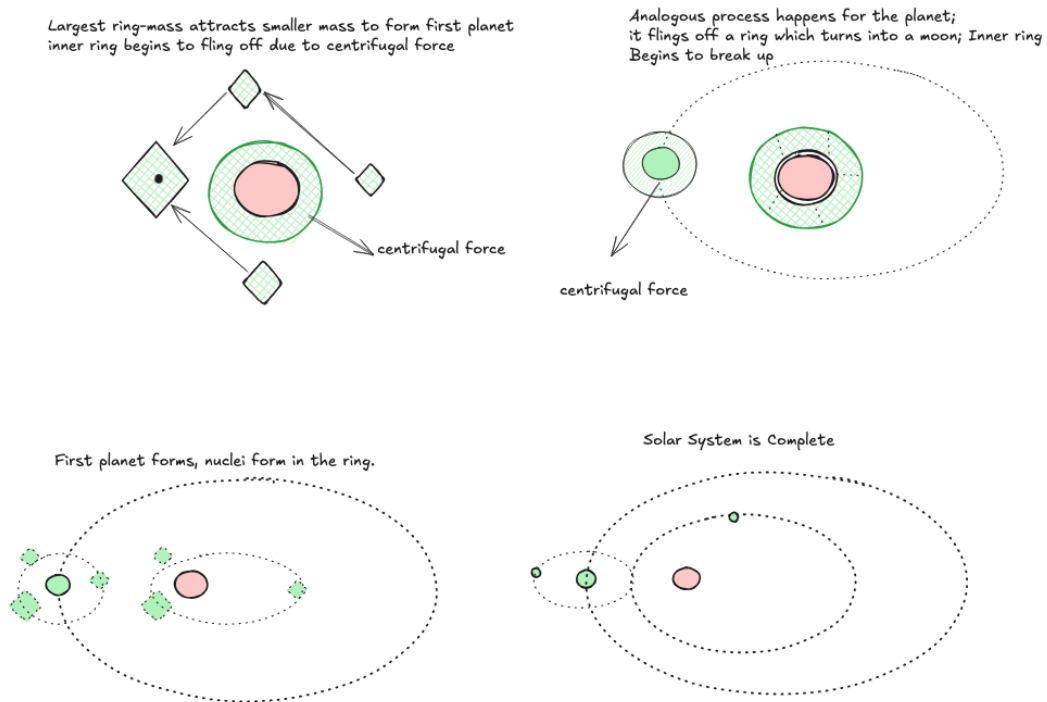 Largest ring-mass attracts smaller mass to form first planet
inner ring begins to fling off due to centrifugal force
centrifugal force
Analogous process happens for the planet;
it flings off a ring which turns into a moon; Inner ring
Begins to break up
centrifugal force
First planet forms, nuclei form in the ring.
Solar System is Complete